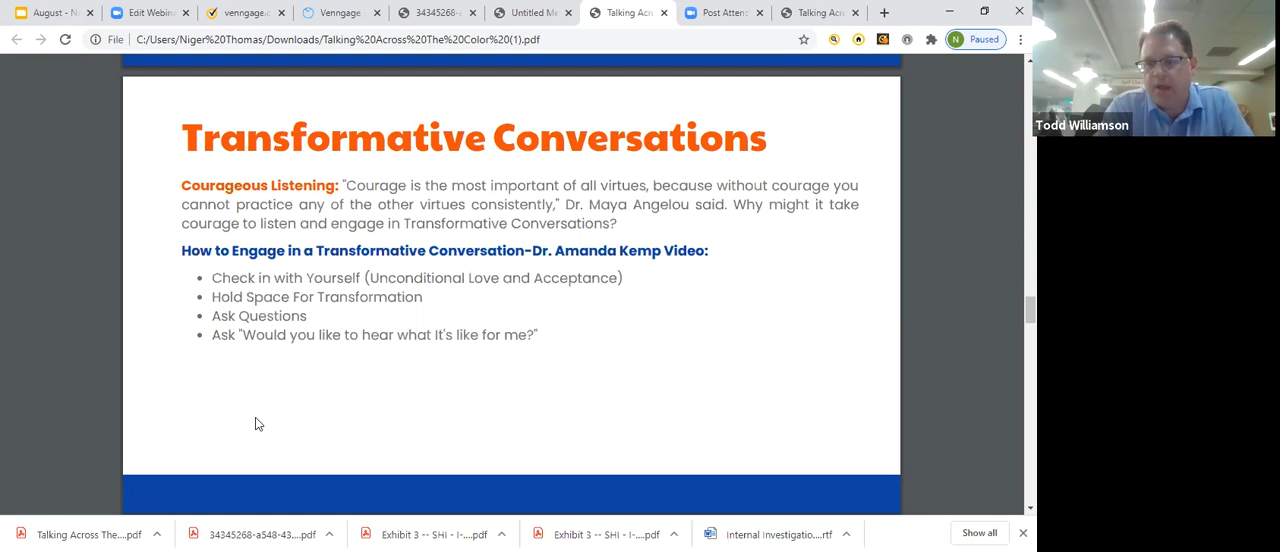 August - Ni
Edit Webina
venngage.c
Venngage
34345268-a
Untitled Me
Talking Acr
Post Attend
Talking Acr
File
C:/Users/Niger%20Thomas/Downloads/Talking%20Across%20The%20Color%20(1).pdf
N
Paused
Todd Williamson
Transformative Conversations
Courageous Listening: "Courage is the most important of all virtues, because without courage you
cannot practice any of the other virtues consistently," Dr. Maya Angelou said. Why might it take
courage to listen and engage in Transformative Conversations?
How to Engage in a Transformative Conversation-Dr. Amanda Kemp Video:
• Check in with Yourself (Unconditional Love and Acceptance)
• Hold Space For Transformation
• Ask Questions
• Ask "Would you like to hear what It's like for me?"
Talking Across The....pdf
34345268-a548-43....pdf
Exhibit 3 -- SHI - I-....pdf
Exhibit 3 -- SHI - I-....pdf
Internal Investigatio....rtf
Show all